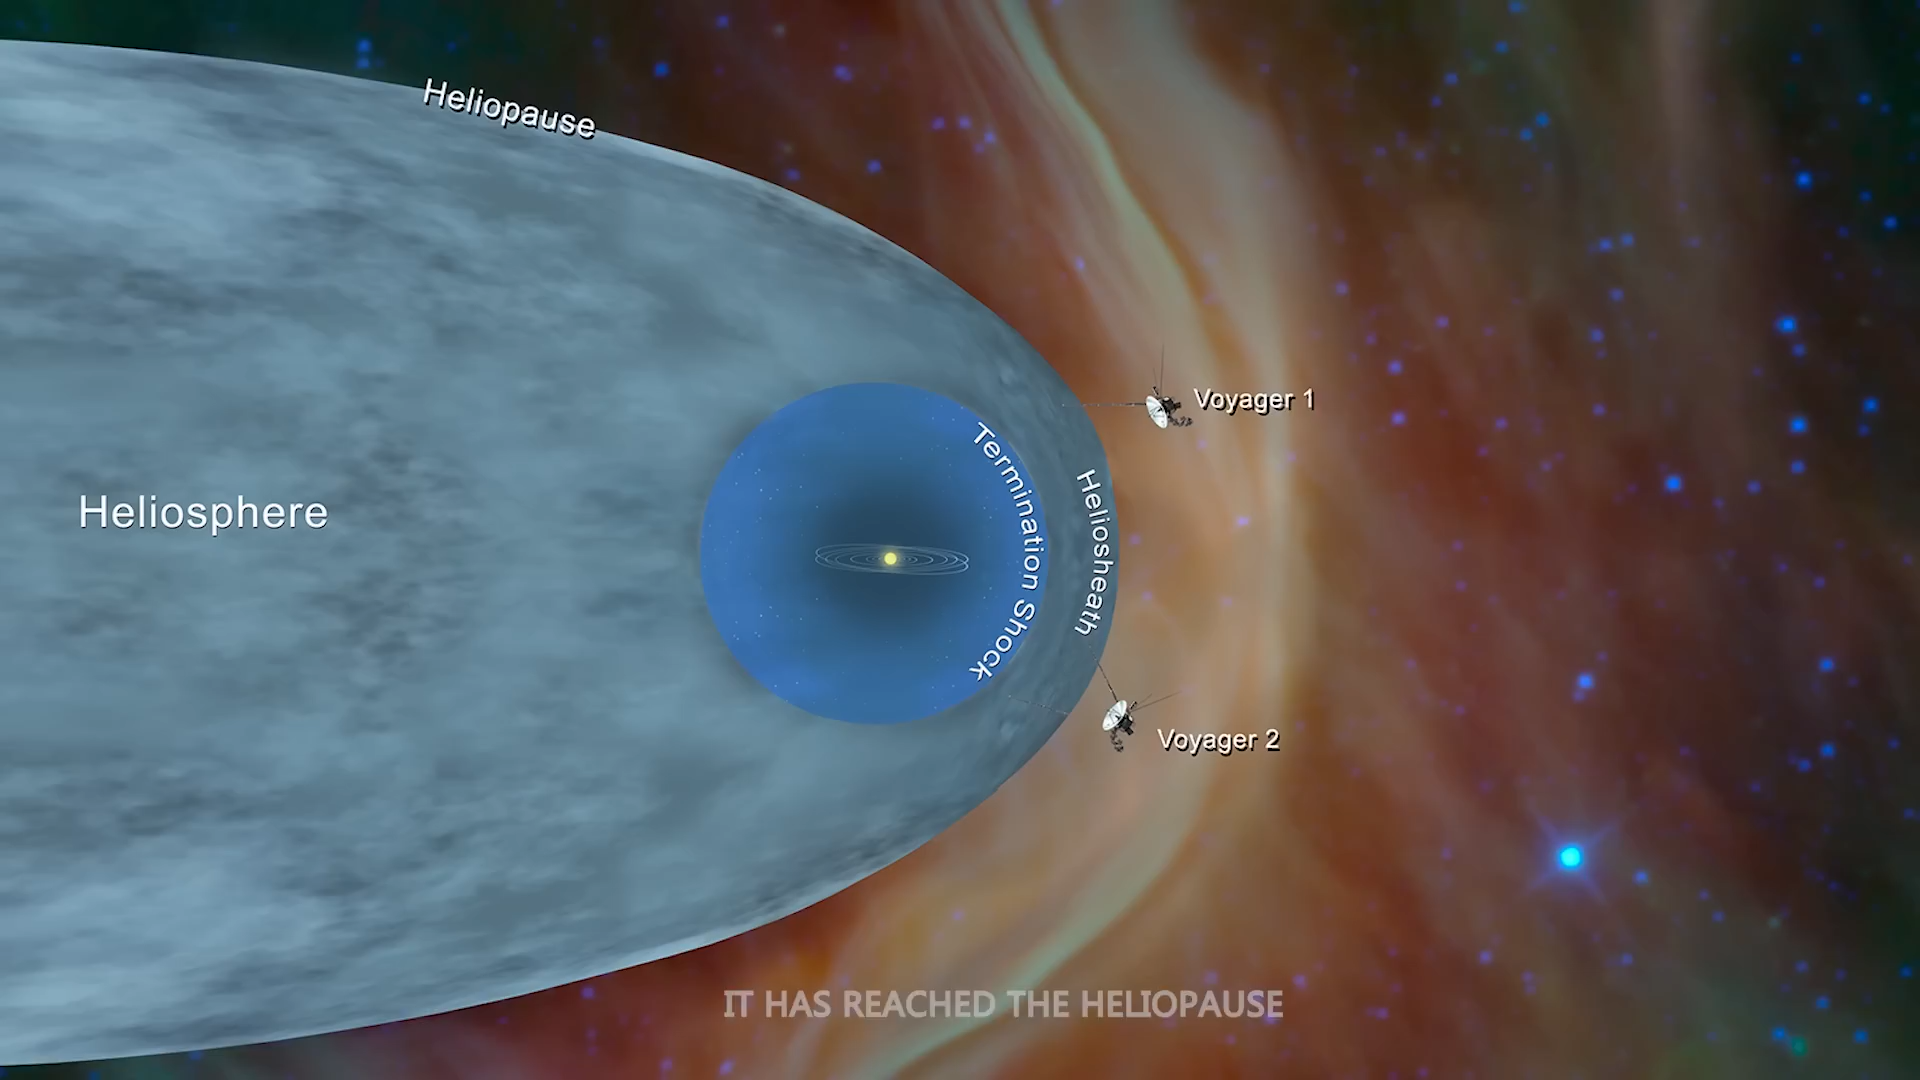 Heliopause
Voyager 1
Heliosphere
Termination Shock
Heliosheath
Voyager 2
IT HAS REACHED THE HELIOPAUSE